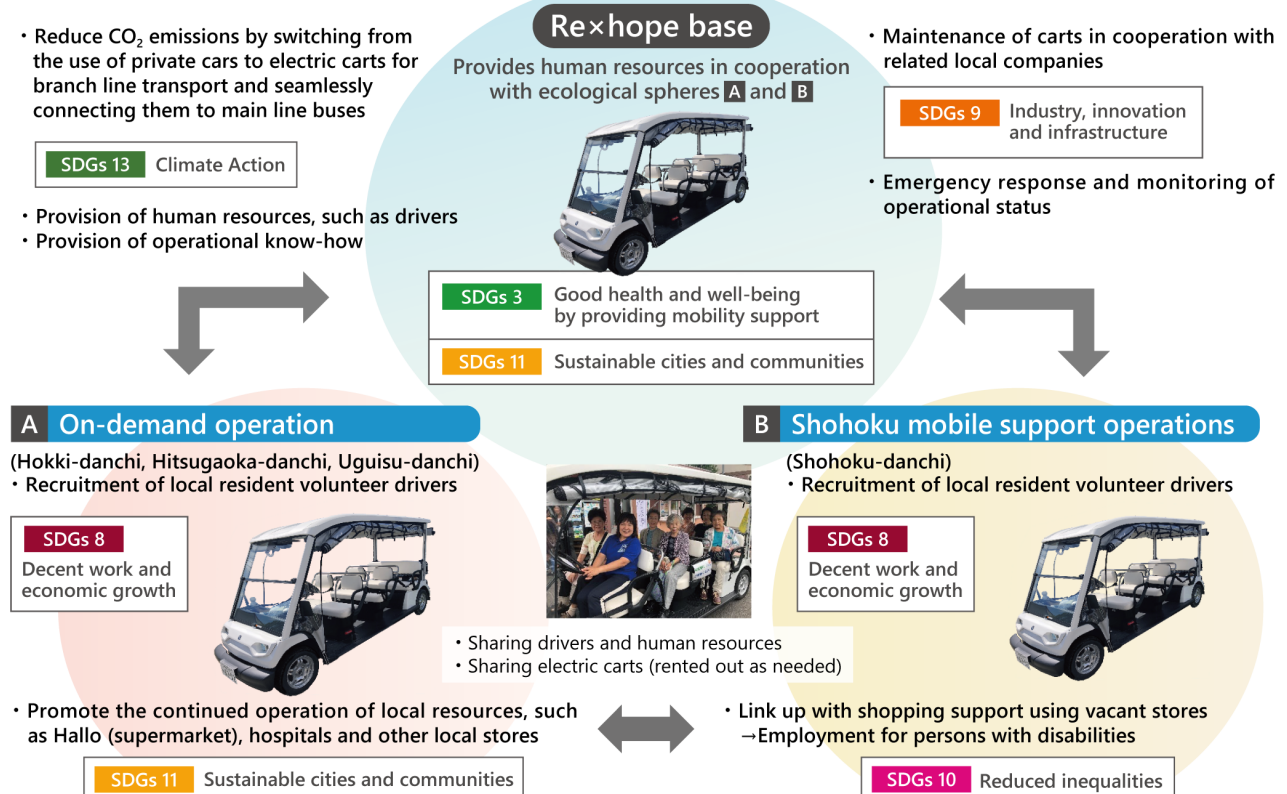 Re×hope base
Provides human resources in cooperation
with ecological spheres A and B
・Reduce CO₂ emissions by switching from
the use of private cars to electric carts for
branch line transport and seamlessly
connecting them to main line buses
SDGs 13 Climate Action
・Provision of human resources, such as drivers
・Provision of operational know-how
・Maintenance of carts in cooperation with
related local companies
SDGs 9 Industry, innovation
and infrastructure
・Emergency response and monitoring of
operational status
SDGs 3 Good health and well-being
by providing mobility support
SDGs 11 Sustainable cities and communities
A On-demand operation
(Hokki-danchi, Hitsugaoka-danchi, Uguisu-danchi)
・Recruitment of local resident volunteer drivers
SDGs 8
Decent work and
economic growth
・Promote the continued operation of local resources, such
as Hallo (supermarket), hospitals and other local stores
SDGs 11 Sustainable cities and communities
・Sharing drivers and human resources
・Sharing electric carts (rented out as needed)
B Shohoku mobile support operations
(Shohoku-danchi)
・Recruitment of local resident volunteer drivers
SDGs 8
Decent work and
economic growth
・Link up with shopping support using vacant stores
→Employment for persons with disabilities
SDGs 10 Reduced inequalities